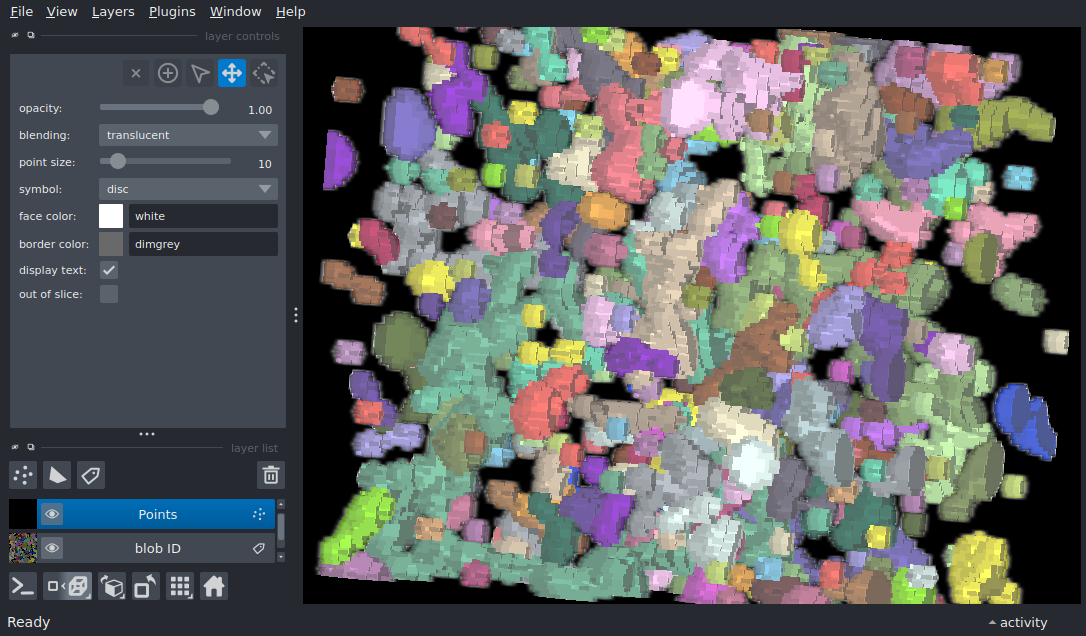 File View Layers Plugins Window Help
layer controls
opacity: 1.00
blending: translucent
point size: 10
symbol: disc
face color: white
border color: dimgrey
display text:
out of slice:
layer list
Points
blob ID
Ready activity